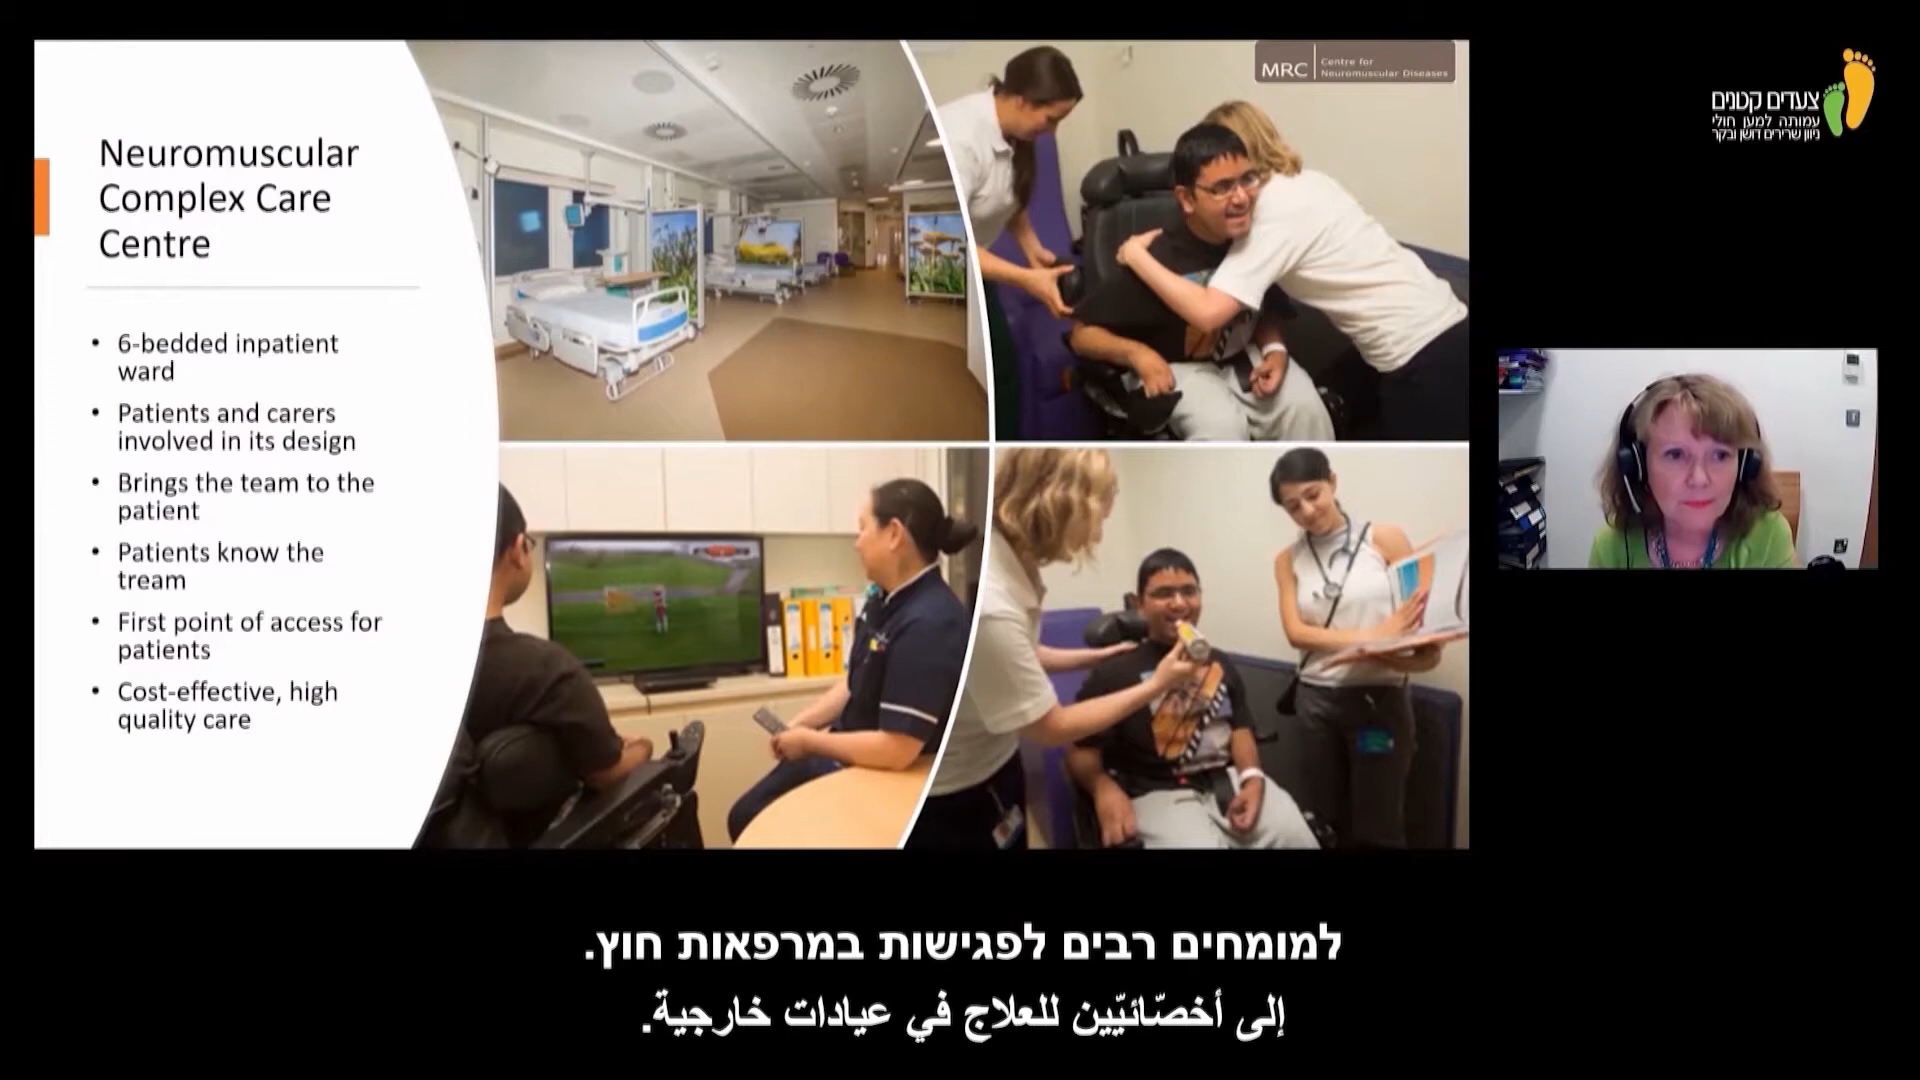 Neuromuscular
Complex Care
Centre
• 6-bedded inpatient
ward
• Patients and carers
involved in its design
• Brings the team to the
patient
• Patients know the
tream
• First point of access for
patients
• Cost-effective, high
quality care
MRC
Centre for
Neuromuscular Diseases
צעדים קטנים
עמותה למען חולי
ניוון שרירים דושן ובקר
למומחים רבים לפגישות במרפאות חוץ.
إلى أخصّائيّين للعلاج في عيادات خارجية.